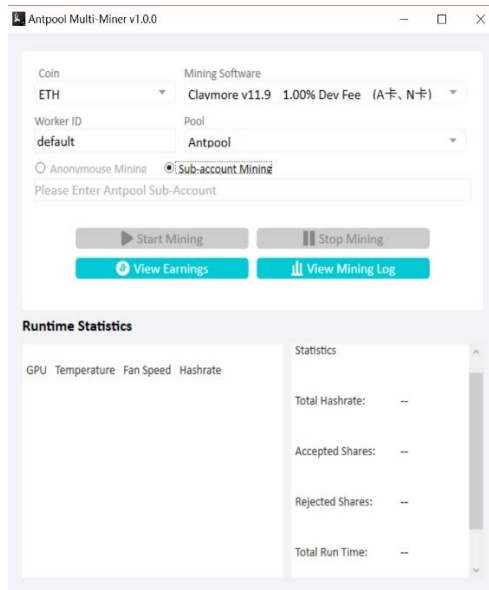 Antpool Multi-Miner v1.0.0
Coin Mining Software
ETH Claymore v11.9 1.00% Dev Fee (A卡、N卡)
Worker ID Pool
default Antpool
Anonymouse Mining Sub-account Mining
Please Enter Antpool Sub-Account
Start Mining Stop Mining
View Earnings View Mining Log
Runtime Statistics
Statistics
GPU Temperature Fan Speed Hashrate
Total Hashrate: --
Accepted Shares: --
Rejected Shares: --
Total Run Time: --